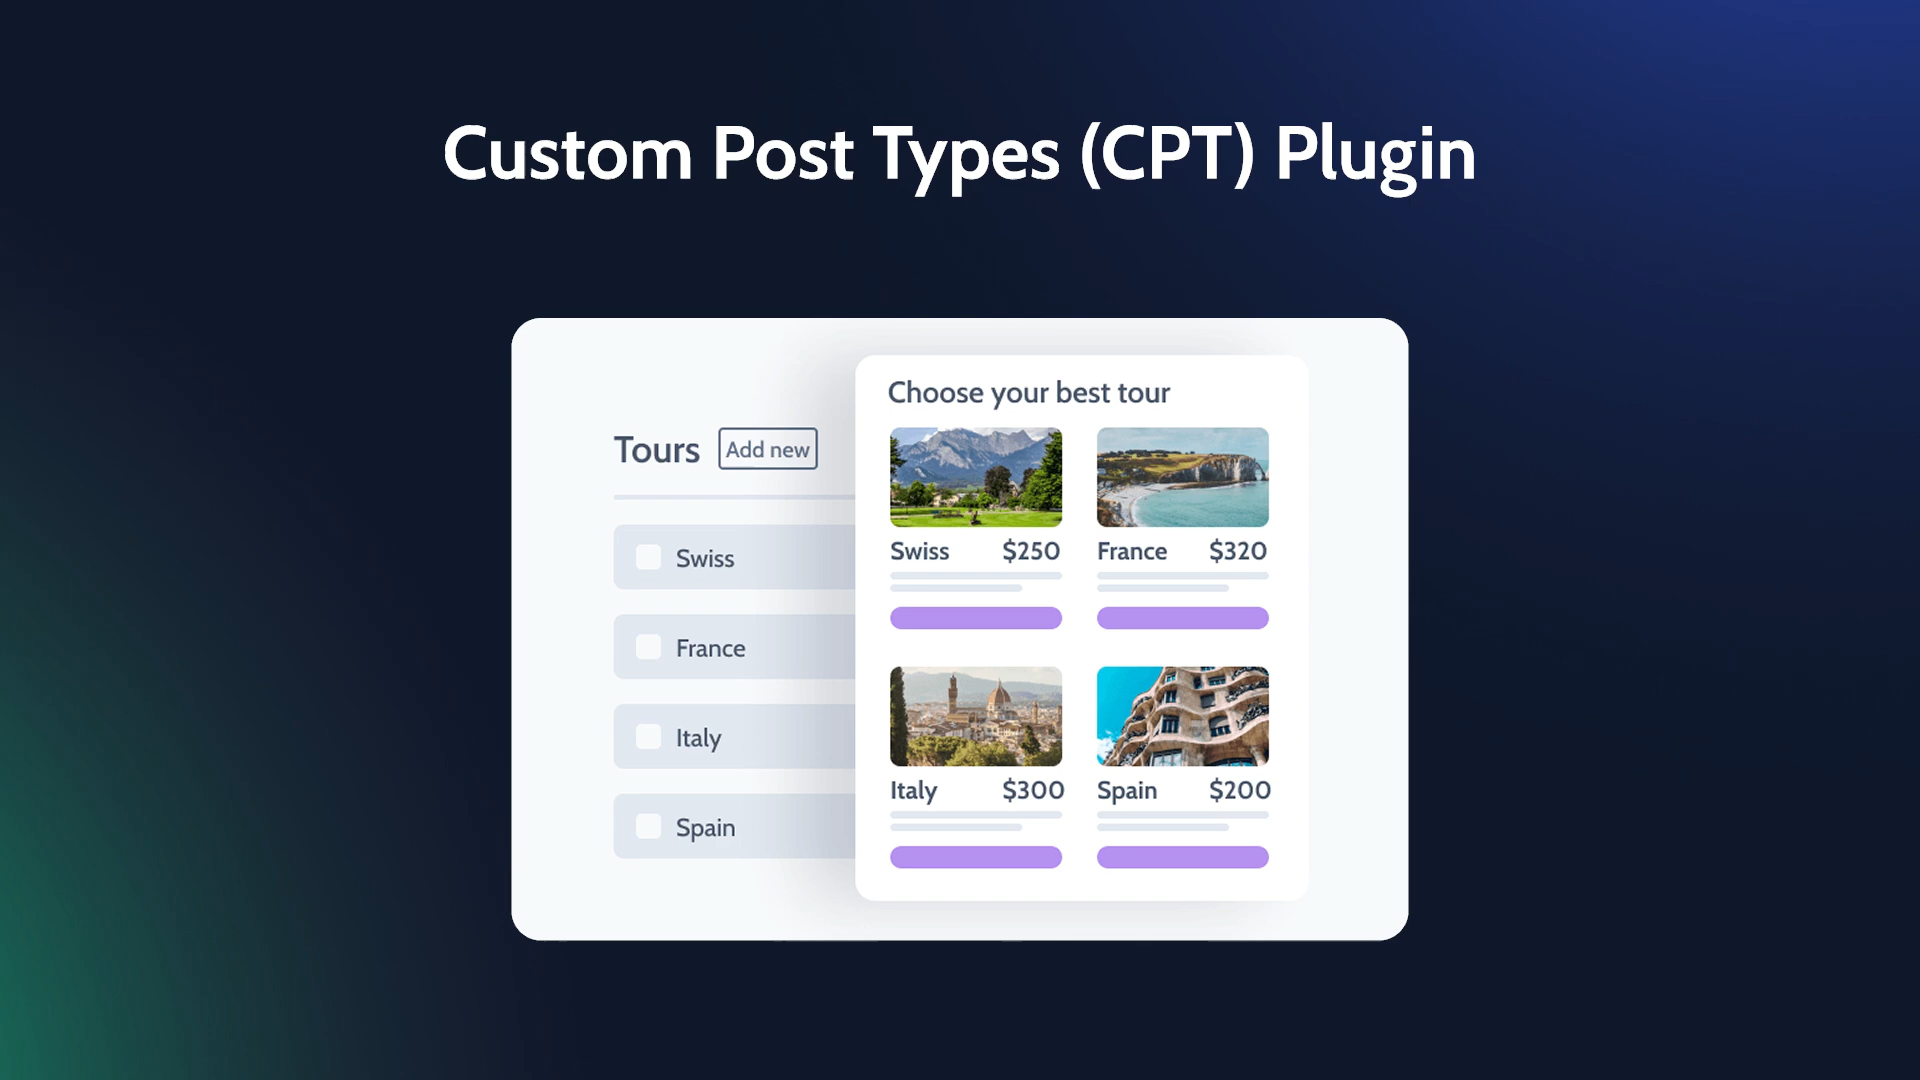 Custom Post Types (CPT) Plugin
Tours
Add new
Swiss
France
Italy
Spain
Choose your best tour
Swiss $250
France $320
Italy $300
Spain $200